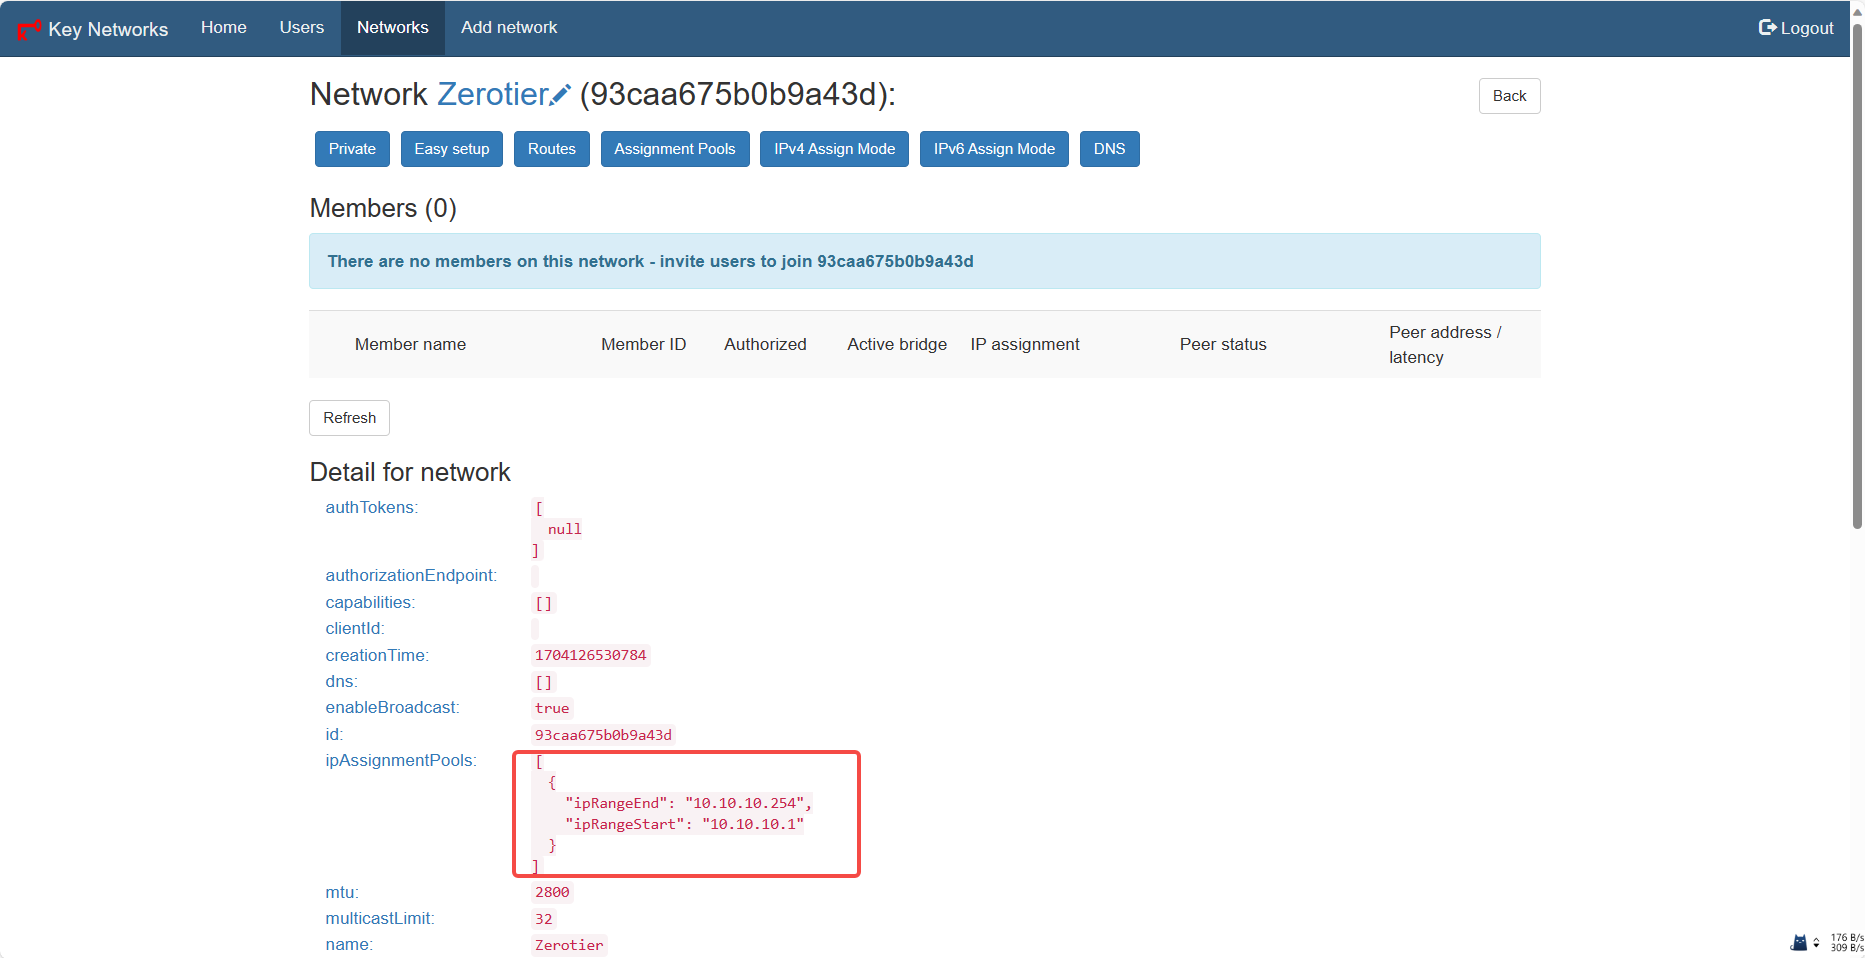 Key Networks Home Users Networks Add network Logout
Network Zerotier (93caa675b0b9a43d):
Back
Private Easy setup Routes Assignment Pools IPv4 Assign Mode IPv6 Assign Mode DNS
Members (0)
There are no members on this network - invite users to join 93caa675b0b9a43d
Member name Member ID Authorized Active bridge IP assignment Peer status Peer address /
latency
Refresh
Detail for network
authTokens: [
null
]
authorizationEndpoint:
capabilities: []
clientId:
creationTime: 1704126530784
dns: []
enableBroadcast: true
id: 93caa675b0b9a43d
ipAssignmentPools: [
{
"ipRangeEnd": "10.10.10.254",
"ipRangeStart": "10.10.10.1"
}
]
mtu: 2800
multicastLimit: 32
name: Zerotier
176 B/s
309 B/s